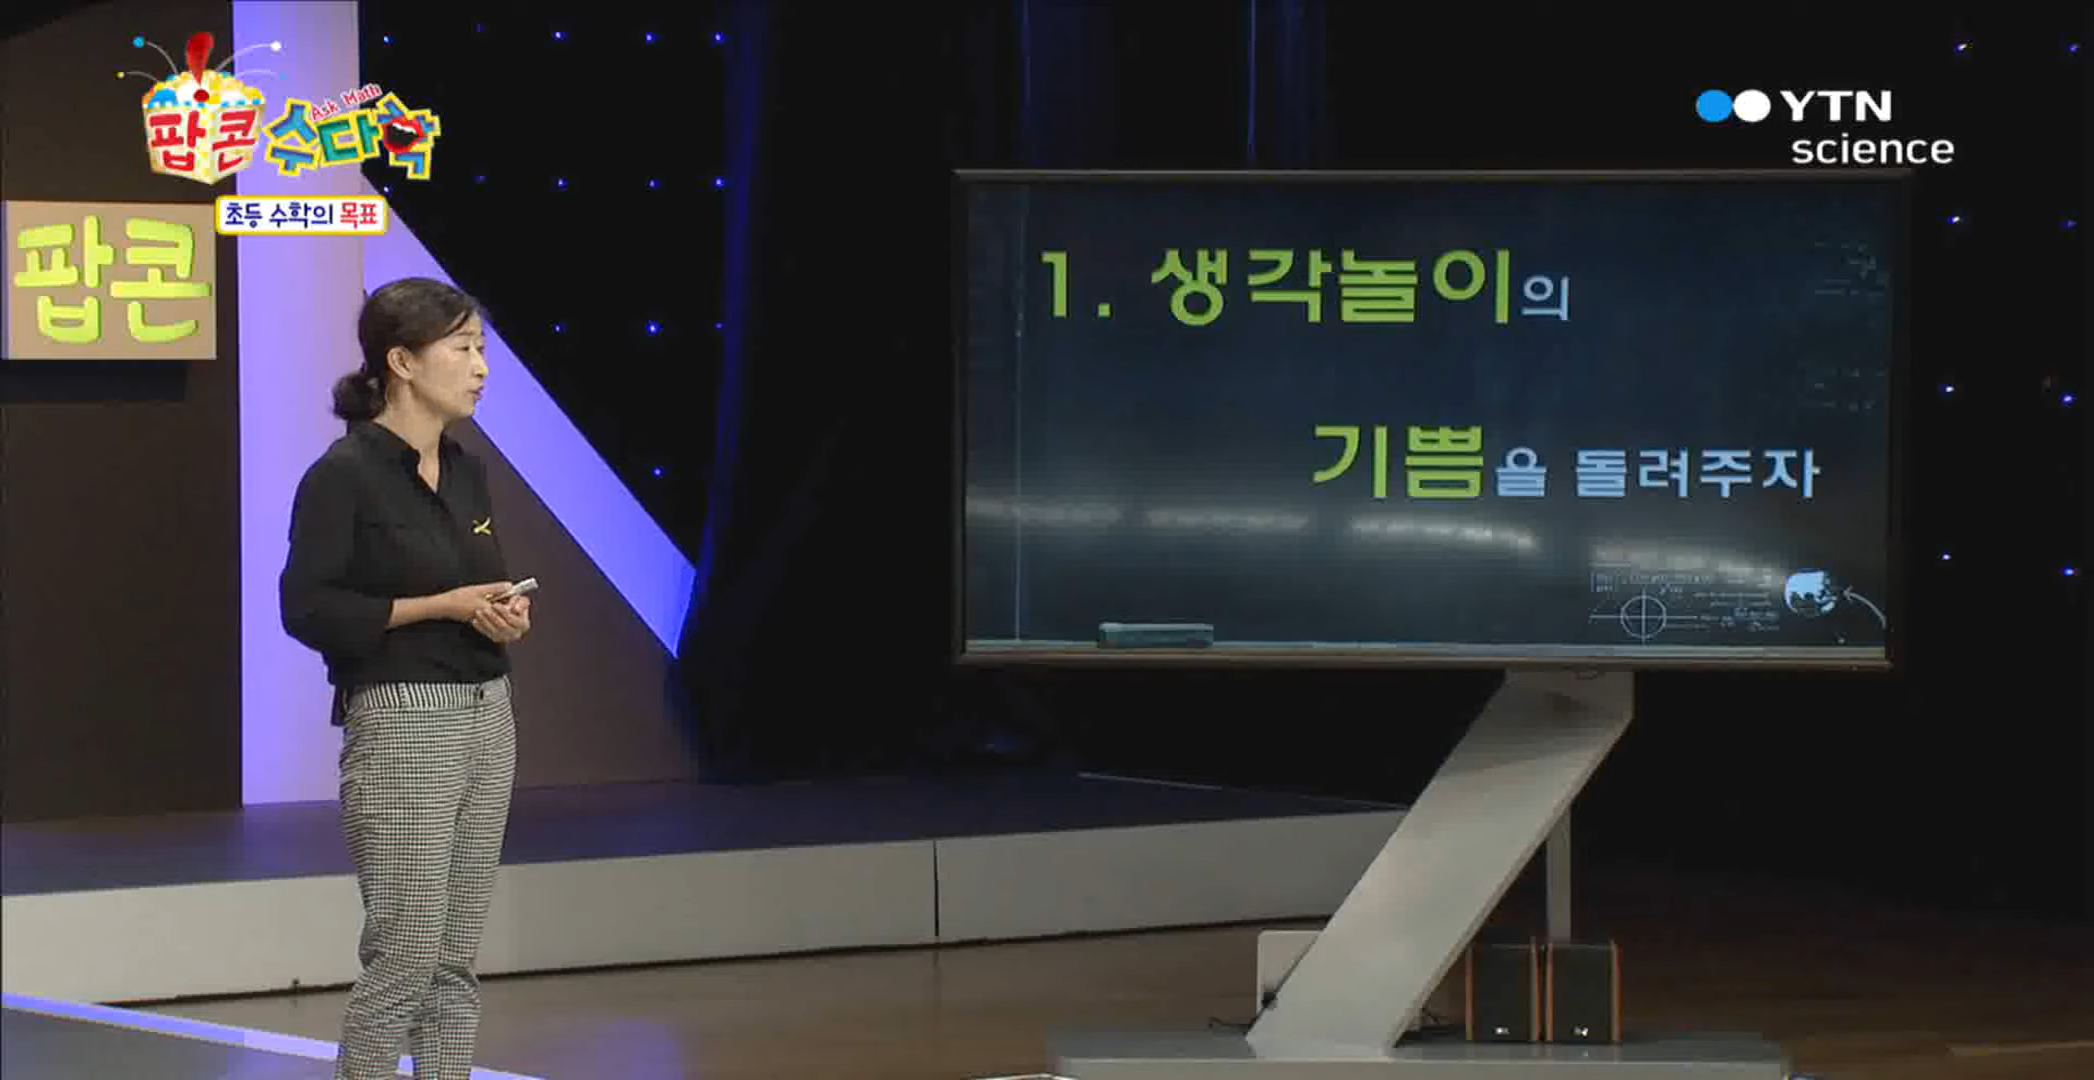 팝콘 수다학
Ask Math
초등 수학의 목표
YTN
science
팝콘
1. 생각놀이의
기쁨을 돌려주자